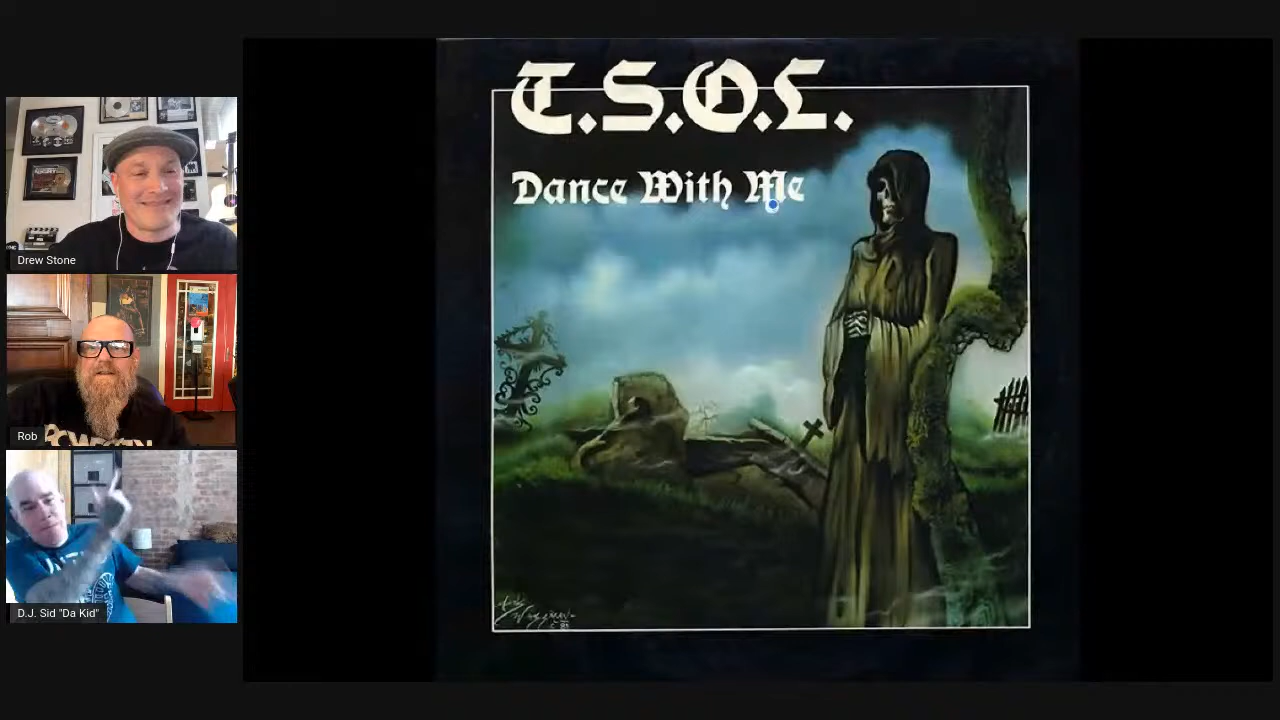 T.S.O.L.
Dance With Me
Drew Stone
Rob
D.J. Sid "Da Kid"